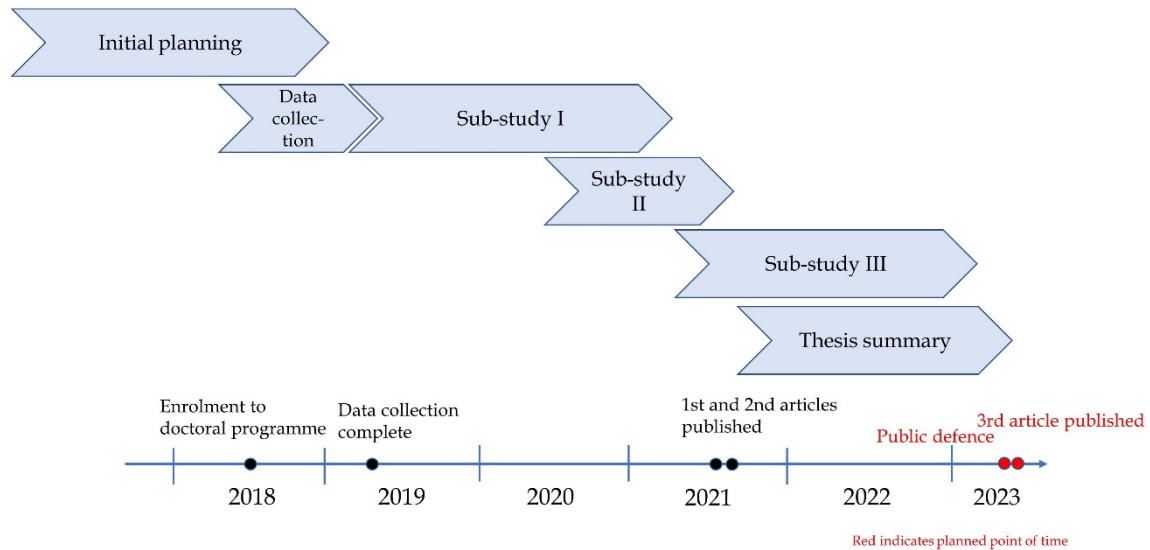 Initial planning
Data
collec-
tion
Sub-study I
Sub-study
II
Sub-study III
Thesis summary
Enrolment to
doctoral programme
Data collection
complete
1st and 2nd articles
published
Public defence
3rd article published
2018
2019
2020
2021
2022
2023
Red indicates planned point of time